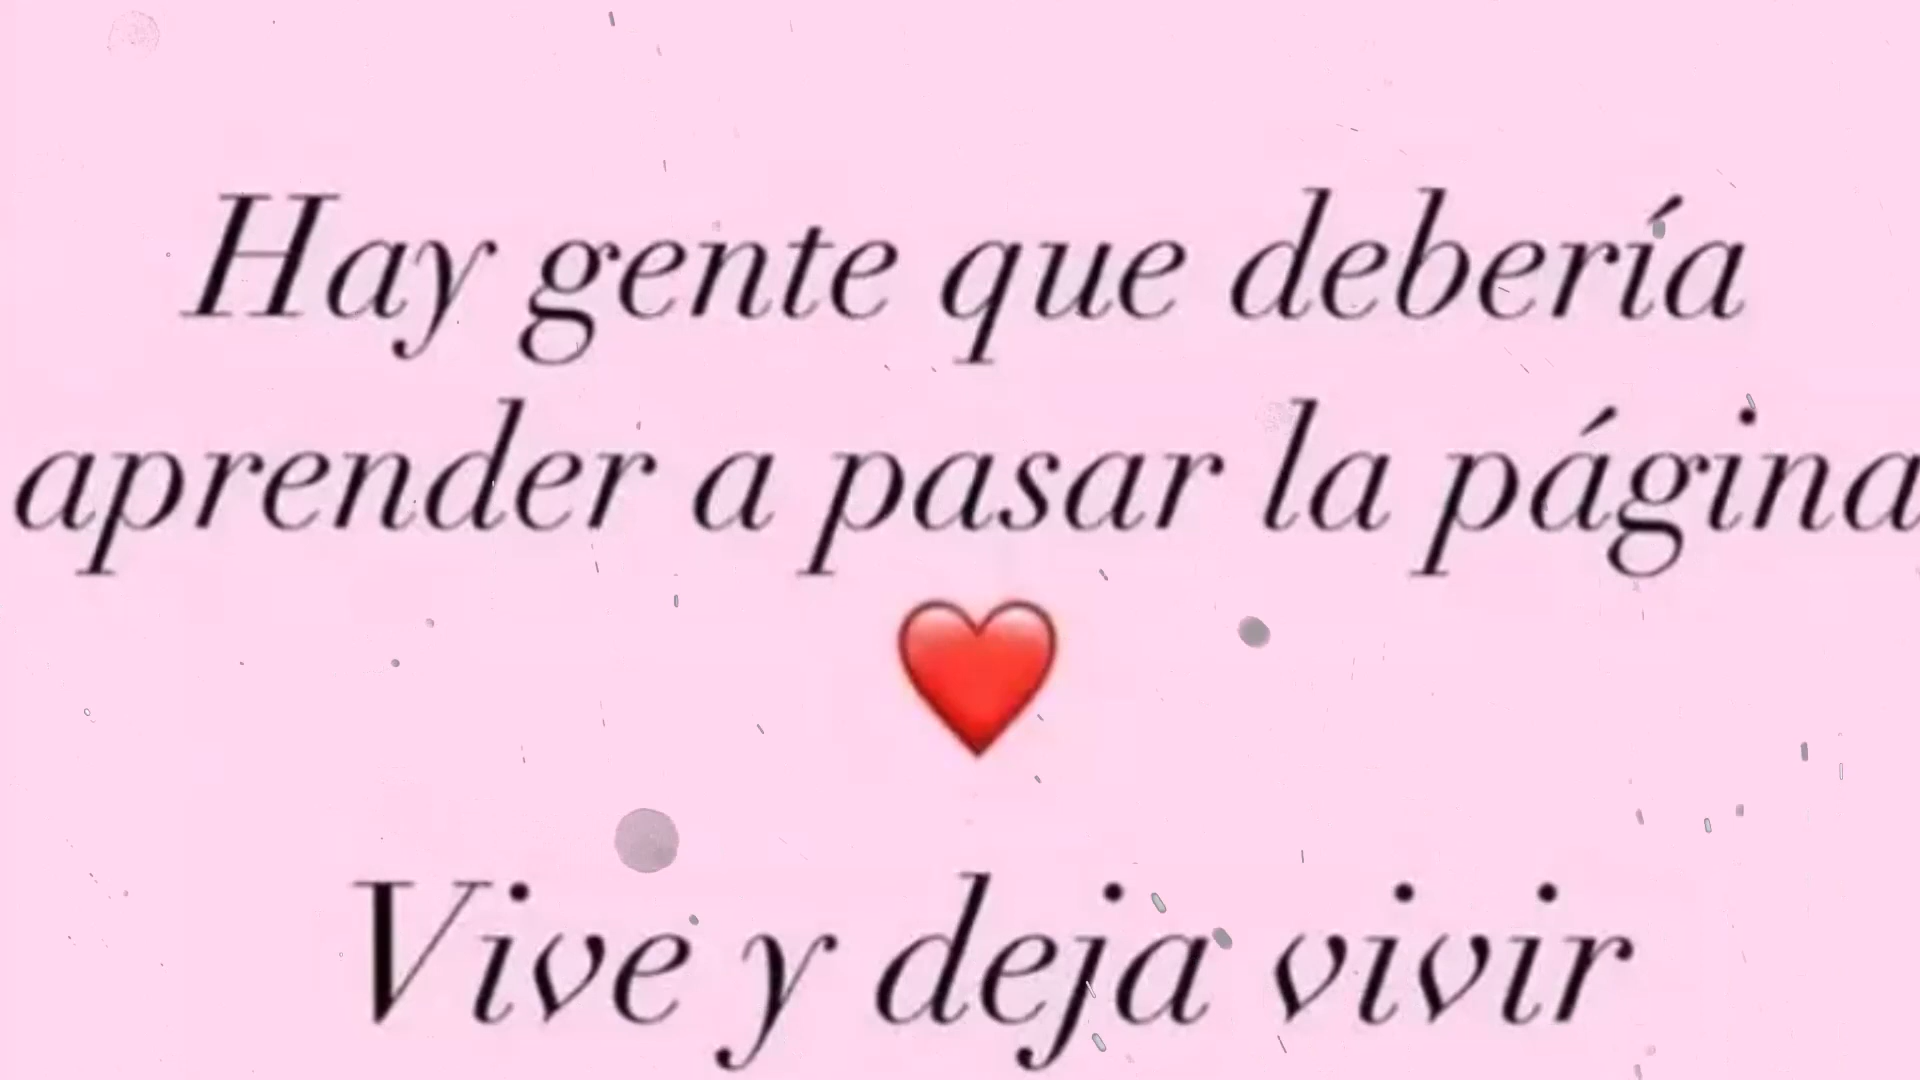 Hay gente que debería
aprender a pasar la página
❤️
Vive y deja vivir